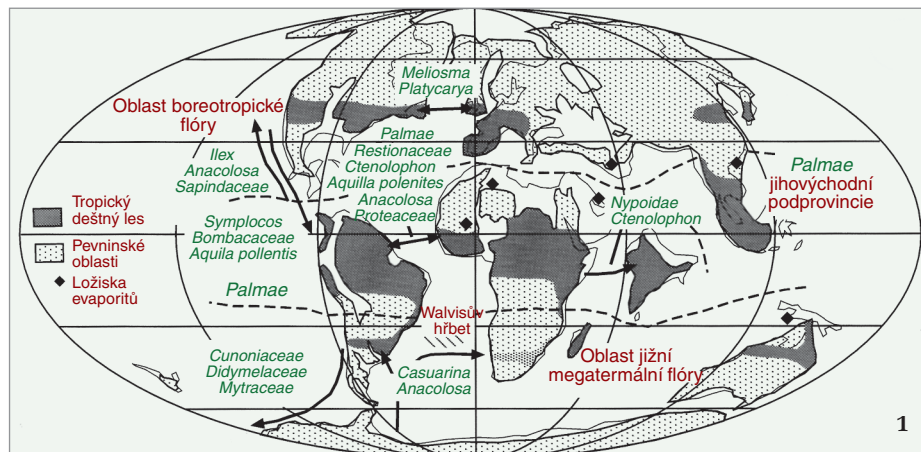 Meliosma
Platycarya
Oblast boreotropické
flóry
Palmae
Restionaceae
Ctenolophon
Aquilla polenites
Anacolosa
Proteaceae
Ilex
Anacolosa
Sapindaceae
Palmae
jihovýchodní
podprovincie
Nypoidae
Ctenolophon
Symplocos
Bombacaceae
Aquila pollentis
Tropický
deštný les
Pevninské
oblasti
Ložiska
evaporitů
Palmae
Walvisův
hřbet
Cunoniaceae
Didymelaceae
Mytraceae
Casuarina
Anacolosa
Oblast jižní
megatermální flóry
1